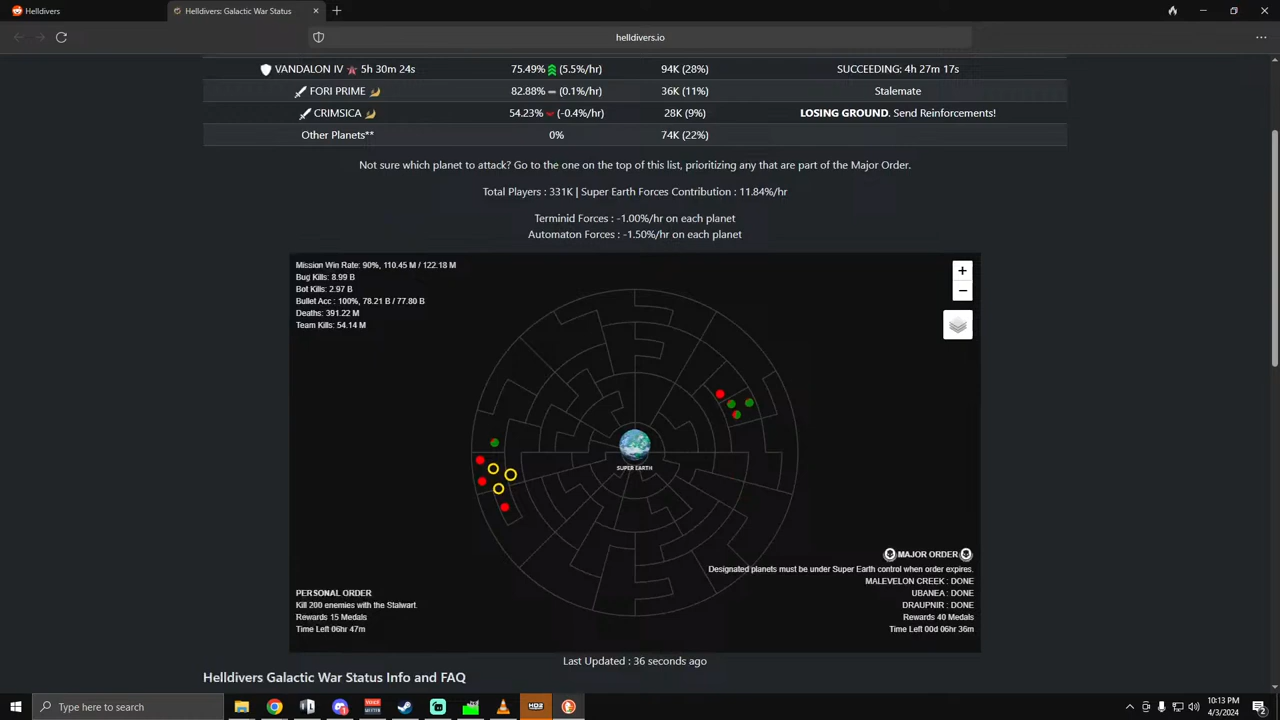 Helldivers
Helldivers: Galactic War Status
helldivers.io
VANDALON IV 5h 30m 24s 75.49% (5.5%/hr) 94K (28%) SUCCEEDING: 4h 27m 17s
FORI PRIME 82.88% (0.1%/hr) 36K (11%) Stalemate
CRIMSICA 54.23% (-0.4%/hr) 28K (9%) LOSING GROUND. Send Reinforcements!
Other Planets** 0% 74K (22%)
Not sure which planet to attack? Go to the one on the top of this list, prioritizing any that are part of the Major Order.
Total Players : 331K | Super Earth Forces Contribution : 11.84%/hr
Terminid Forces : -1.00%/hr on each planet
Automaton Forces : -1.50%/hr on each planet
Mission Win Rate: 90%, 110.45 M / 122.18 M
Bug Kills: 8.99 B
Bot Kills: 2.97 B
Bullet Acc : 100%, 78.21 B / 77.80 B
Deaths: 391.22 M
Team Kills: 54.14 M
+
−
SUPER EARTH
MAJOR ORDER
Designated planets must be under Super Earth control when order expires.
MALEVELON CREEK : DONE
UBANEA : DONE
DRAUPNIR : DONE
Rewards 40 Medals
Time Left 00d 06hr 36m
PERSONAL ORDER
Kill 200 enemies with the Stalwart.
Rewards 15 Medals
Time Left 06hr 47m
Last Updated : 36 seconds ago
Helldivers Galactic War Status Info and FAQ
Type here to search
10:13 PM
4/3/2024
2